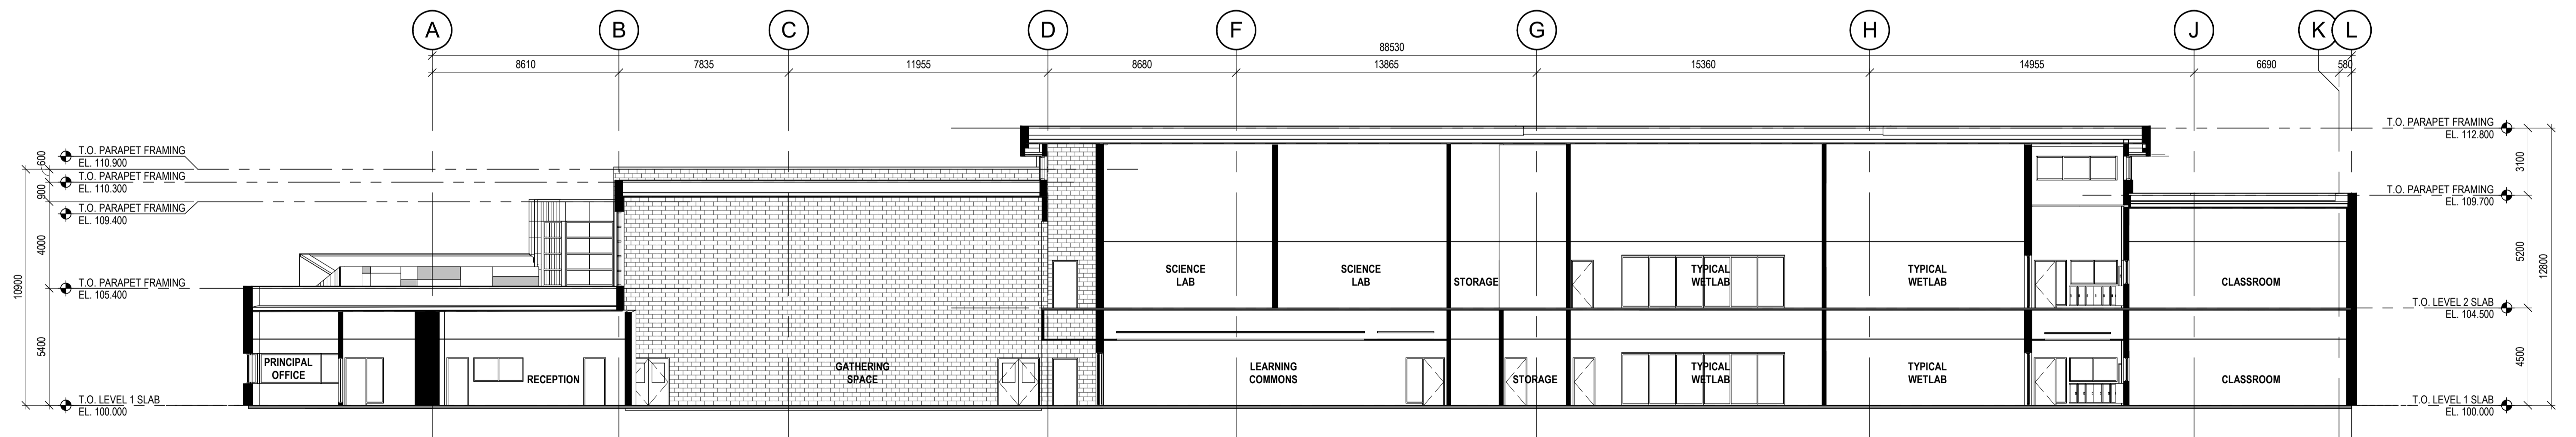 A B C D F G H J K L
88530
8610 7835 11955 8680 13865 15360 14955 6690 580
T.O. PARAPET FRAMING
EL. 110.900
T.O. PARAPET FRAMING
EL. 110.300
T.O. PARAPET FRAMING
EL. 109.400
T.O. PARAPET FRAMING
EL. 105.400
T.O. LEVEL 1 SLAB
EL. 100.000
600
900
4000
5400
10900
PRINCIPAL
OFFICE
RECEPTION
GATHERING
SPACE
SCIENCE
LAB
SCIENCE
LAB
STORAGE
TYPICAL
WETLAB
TYPICAL
WETLAB
CLASSROOM
LEARNING
COMMONS
STORAGE
TYPICAL
WETLAB
TYPICAL
WETLAB
CLASSROOM
T.O. PARAPET FRAMING
EL. 112.800
T.O. PARAPET FRAMING
EL. 109.700
T.O. LEVEL 2 SLAB
EL. 104.500
T.O. LEVEL 1 SLAB
EL. 100.000
3100
5200
4500
12800